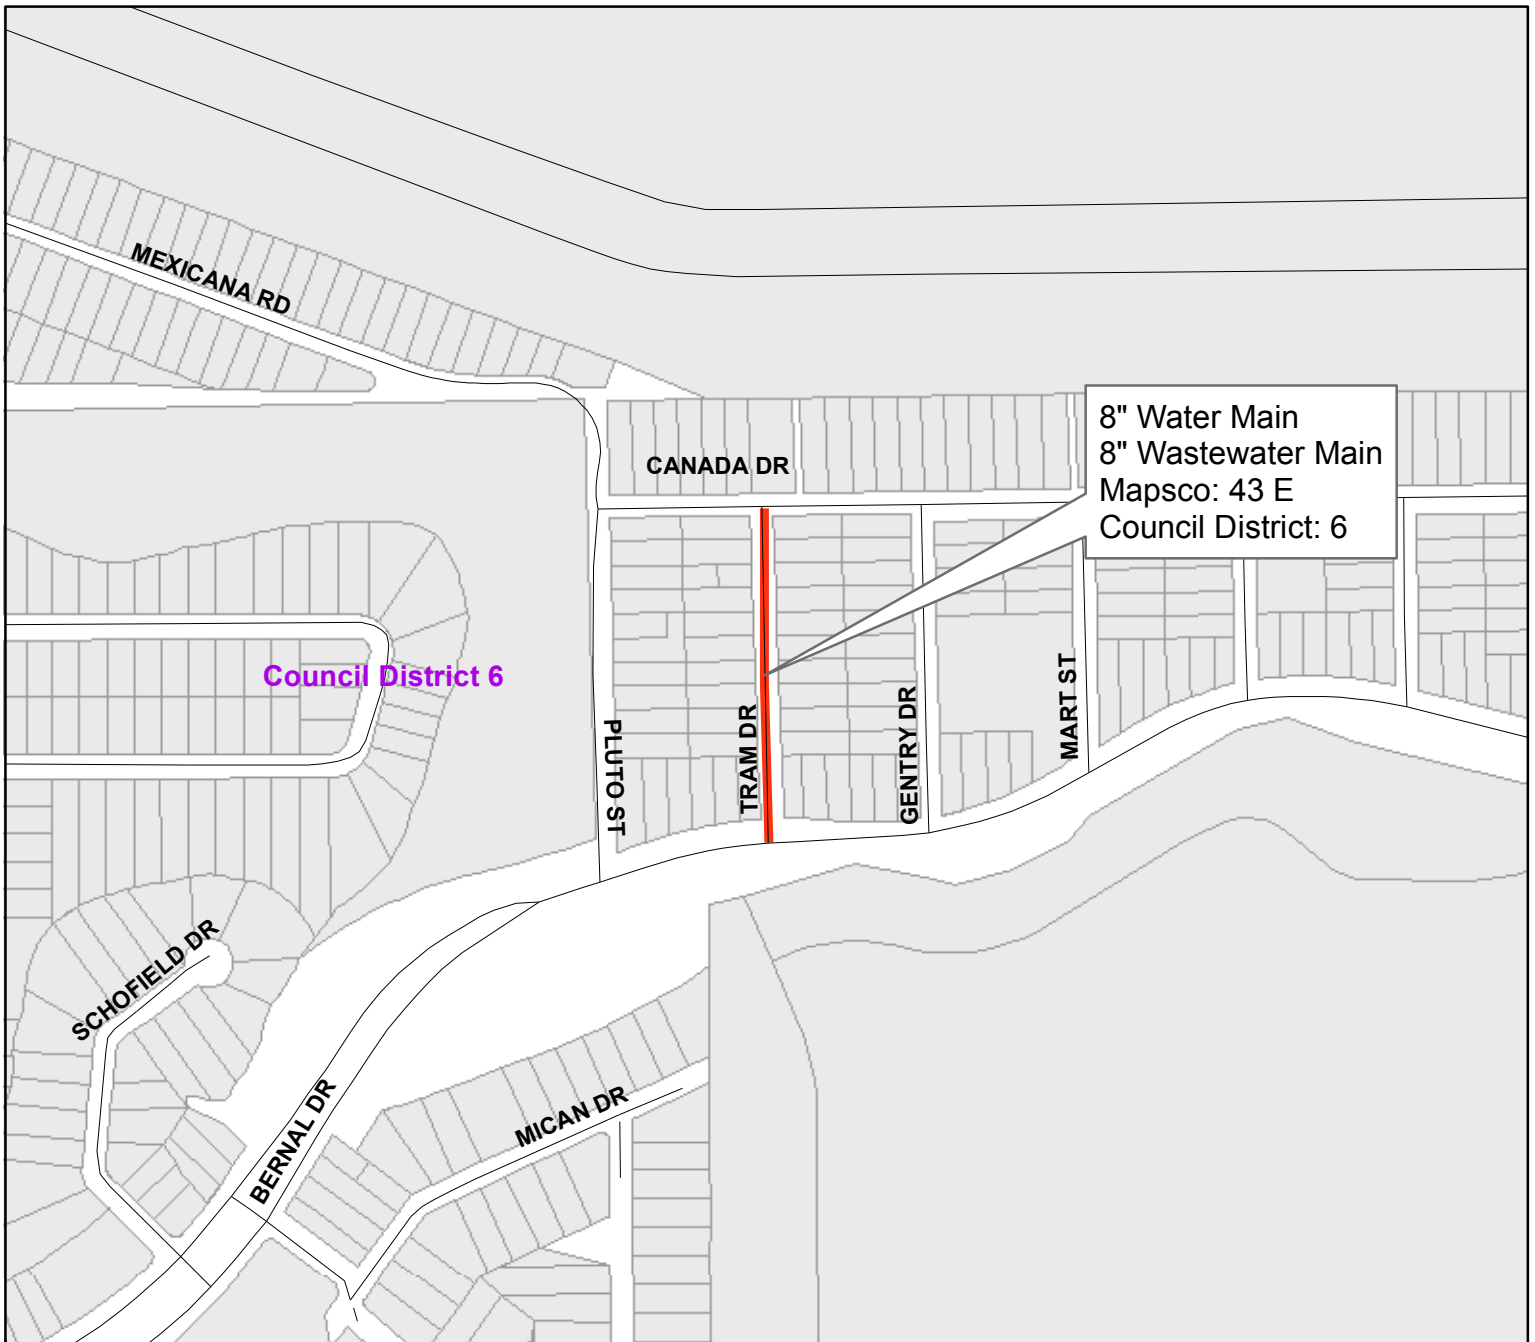 MEXICANA RD
CANADA DR
8" Water Main
8" Wastewater Main
Mapsco: 43 E
Council District: 6
Council District 6
PLUTO ST
TRAM DR
GENTRY DR
MART ST
SCHOFIELD DR
BERNAL DR
MICAN DR